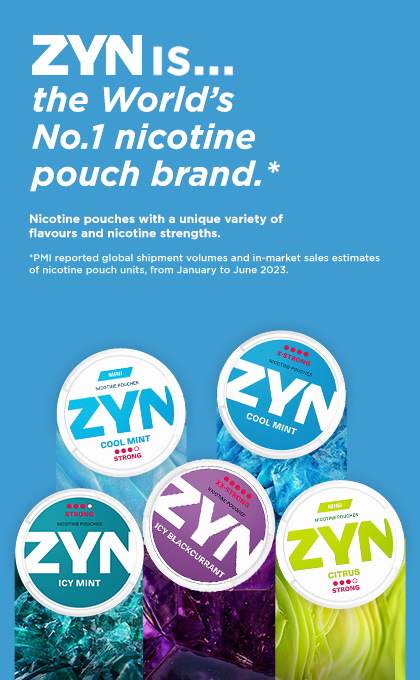 ZYN IS...
the World's
No.1 nicotine
pouch brand.*
Nicotine pouches with a unique variety of
flavours and nicotine strengths.
*PMI reported global shipment volumes and in-market sales estimates
of nicotine pouch units, from January to June 2023.
MINI
NICOTINE POUCHES
ZYN
COOL MINT
STRONG
X-STRONG
NICOTINE POUCHES
ZYN
COOL MINT
STRONG
NICOTINE POUCHES
ZYN
ICY MINT
XX-STRONG
NICOTINE POUCHES
ZYN
ICY BLACKCURRANT
MINI
NICOTINE POUCHES
ZYN
CITRUS
STRONG